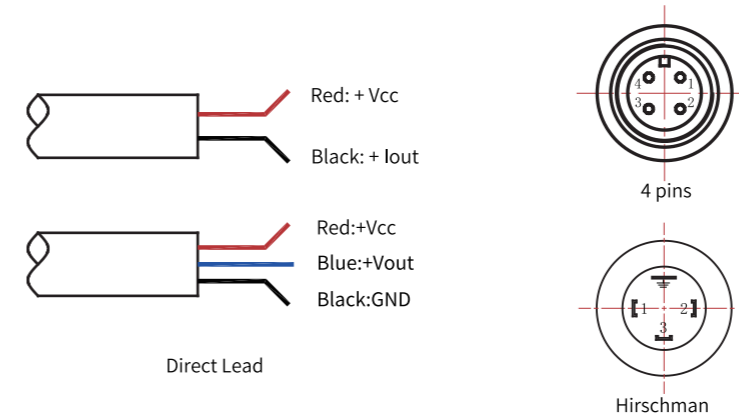 Red: + Vcc
Black: + Iout
Red:+Vcc
Blue:+Vout
Black:GND
Direct Lead
4 1
3 2
4 pins
1 2
3
Hirschman